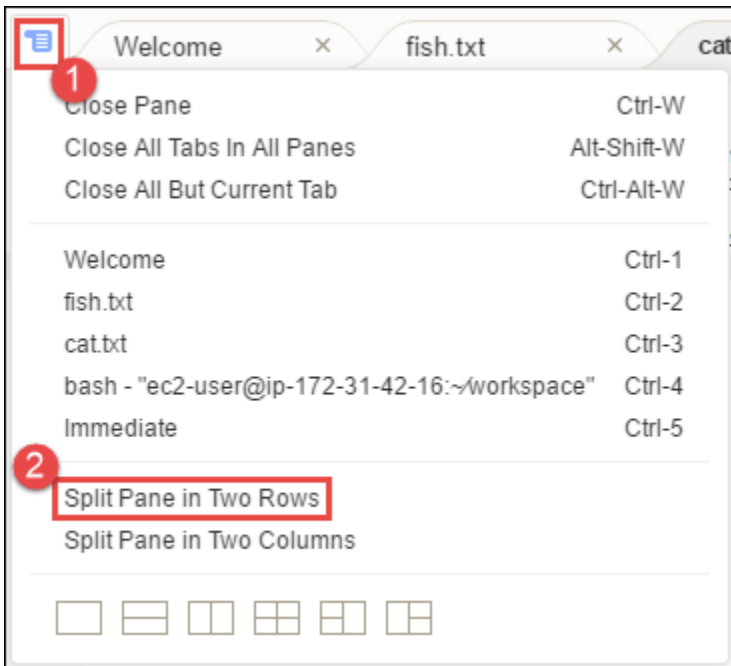 Welcome × fish.txt × cat
1
Close Pane Ctrl-W
Close All Tabs In All Panes Alt-Shift-W
Close All But Current Tab Ctrl-Alt-W
Welcome Ctrl-1
fish.txt Ctrl-2
cat.txt Ctrl-3
bash - "ec2-user@ip-172-31-42-16:~/workspace" Ctrl-4
Immediate Ctrl-5
2
Split Pane in Two Rows
Split Pane in Two Columns